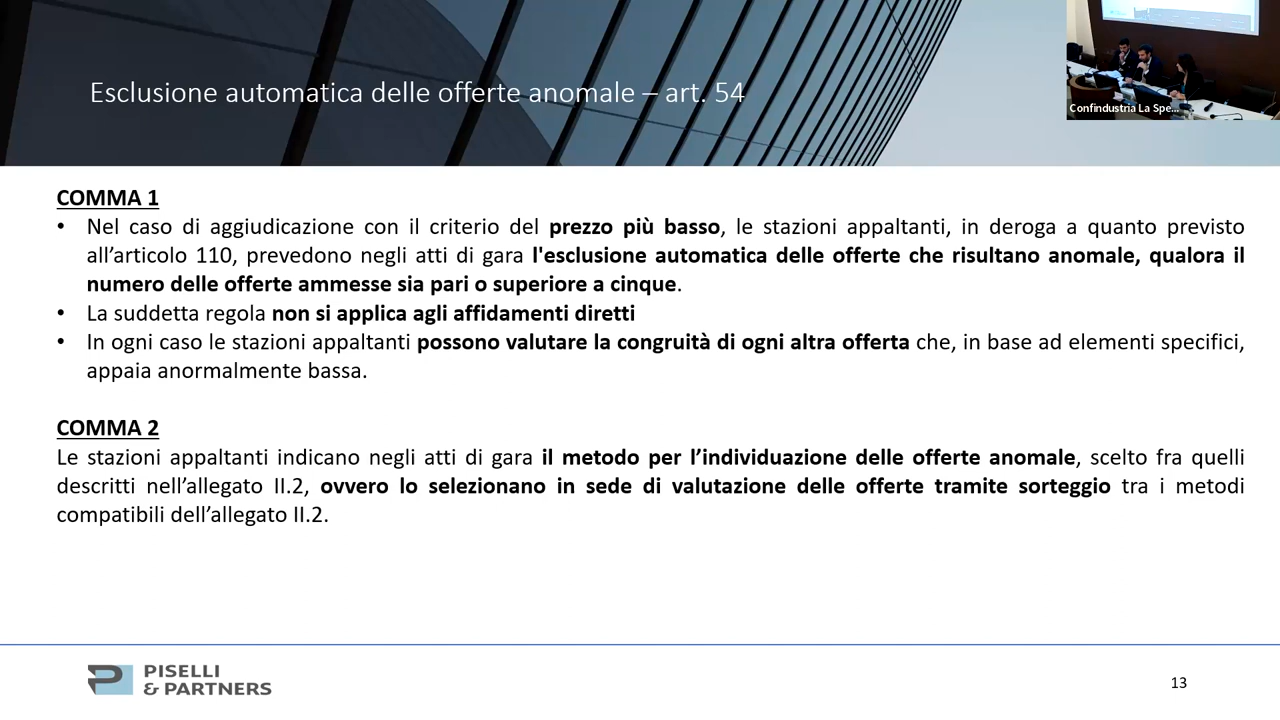 Esclusione automatica delle offerte anomale – art. 54
Confindustria La Spe...
COMMA 1
• Nel caso di aggiudicazione con il criterio del prezzo più basso, le stazioni appaltanti, in deroga a quanto previsto
all’articolo 110, prevedono negli atti di gara l'esclusione automatica delle offerte che risultano anomale, qualora il
numero delle offerte ammesse sia pari o superiore a cinque.
• La suddetta regola non si applica agli affidamenti diretti
• In ogni caso le stazioni appaltanti possono valutare la congruità di ogni altra offerta che, in base ad elementi specifici,
appaia anormalmente bassa.
COMMA 2
Le stazioni appaltanti indicano negli atti di gara il metodo per l’individuazione delle offerte anomale, scelto fra quelli
descritti nell’allegato II.2, ovvero lo selezionano in sede di valutazione delle offerte tramite sorteggio tra i metodi
compatibili dell’allegato II.2.
PISELLI
& PARTNERS
13